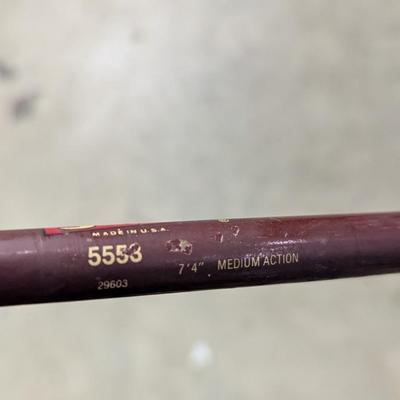 MADE IN U.S.A.
5553
7'4" MEDIUM ACTION
29603